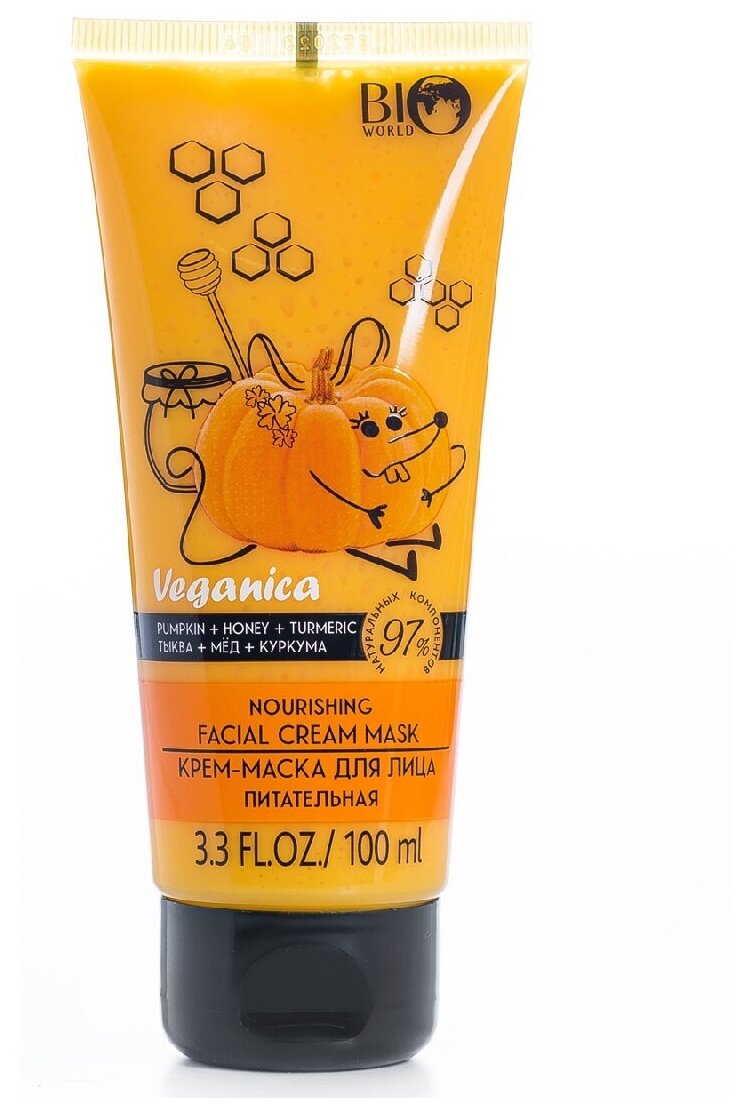 BIO
WORLD
Veganica
PUMPKIN + HONEY + TURMERIC
ТЫКВА + МЁД + КУРКУМА
НАТУРАЛЬНЫХ КОМПОНЕНТОВ
97%
NOURISHING
FACIAL CREAM MASK
КРЕМ-МАСКА ДЛЯ ЛИЦА
ПИТАТЕЛЬНАЯ
3.3 FL.OZ./ 100 ml